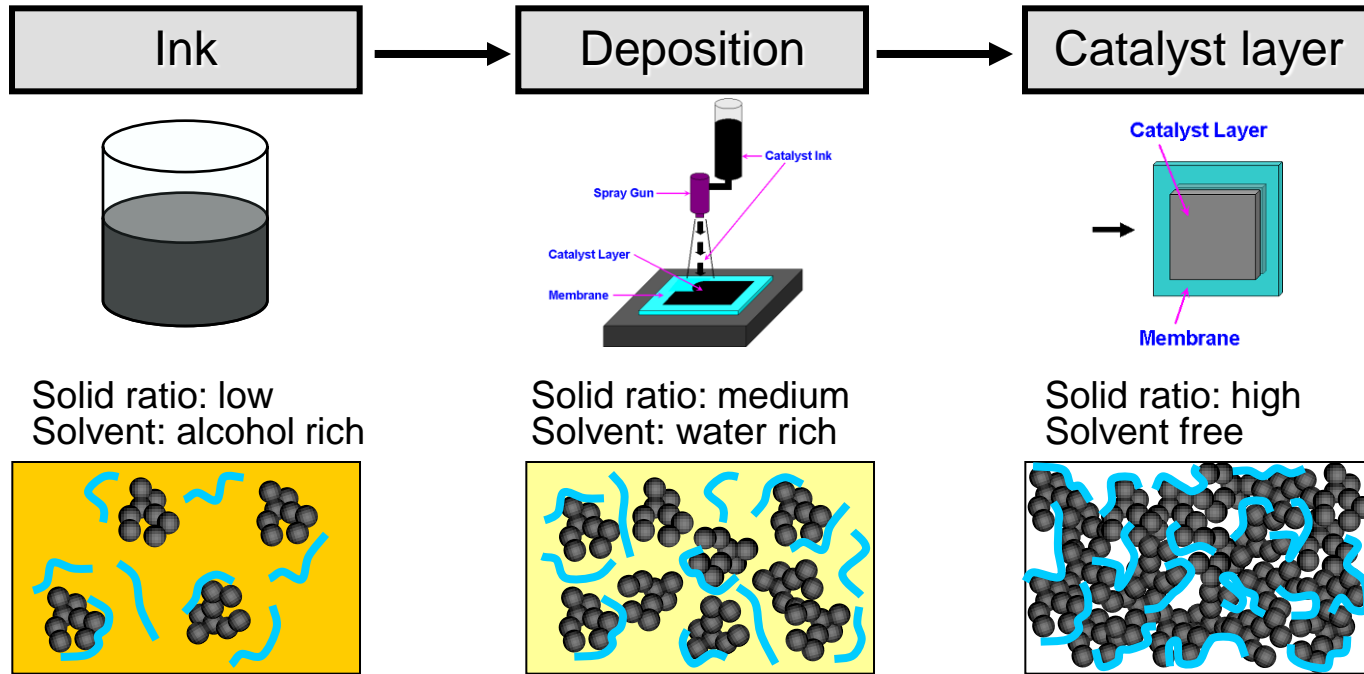 Ink
Deposition
Catalyst layer
Catalyst Ink
Spray Gun
Catalyst Layer
Membrane
Catalyst Layer
Membrane
Solid ratio: low
Solvent: alcohol rich
Solid ratio: medium
Solvent: water rich
Solid ratio: high
Solvent free